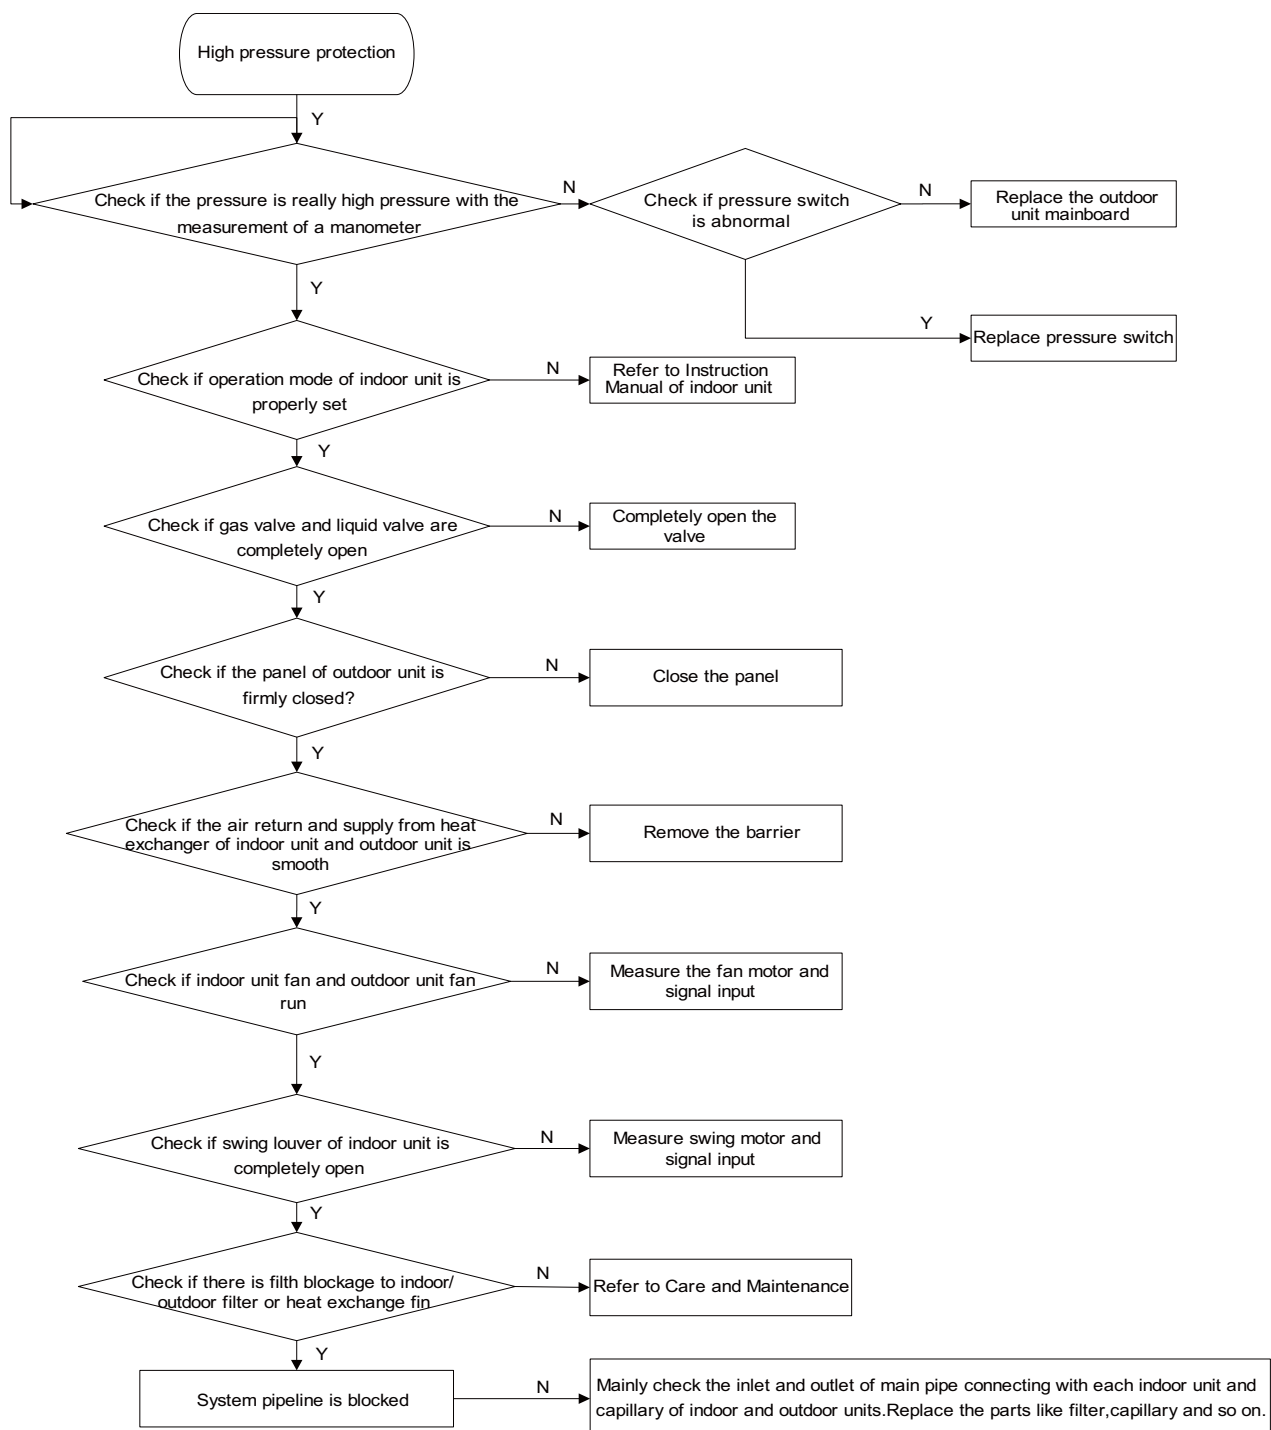 High pressure protection
Y
Check if the pressure is really high pressure with the
measurement of a manometer
N
Check if pressure switch
is abnormal
N
Replace the outdoor
unit mainboard
Y
Replace pressure switch
Y
Check if operation mode of indoor unit is
properly set
N
Refer to Instruction
Manual of indoor unit
Y
Check if gas valve and liquid valve are
completely open
N
Completely open the
valve
Y
Check if the panel of outdoor unit is
firmly closed?
N
Close the panel
Y
Check if the air return and supply from heat
exchanger of indoor unit and outdoor unit is
smooth
N
Remove the barrier
Y
Check if indoor unit fan and outdoor unit fan
run
N
Measure the fan motor and
signal input
Y
Check if swing louver of indoor unit is
completely open
N
Measure swing motor and
signal input
Y
Check if there is filth blockage to indoor/
outdoor filter or heat exchange fin
N
Refer to Care and Maintenance
Y
System pipeline is blocked
N
Mainly check the inlet and outlet of main pipe connecting with each indoor unit and
capillary of indoor and outdoor units.Replace the parts like filter,capillary and so on.